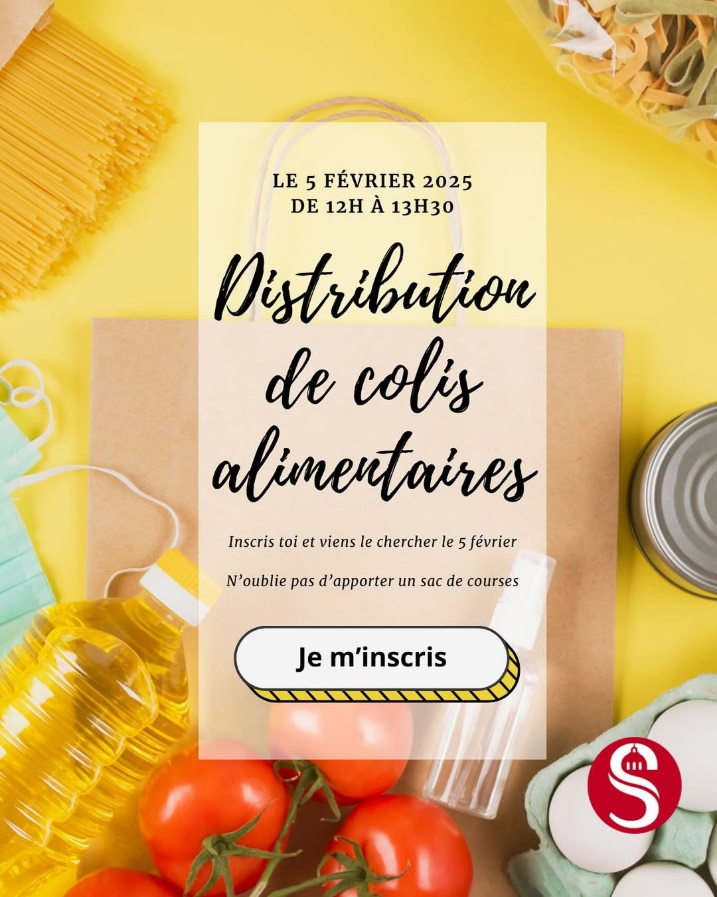 LE 5 FÉVRIER 2025
DE 12H À 13H30
Distribution
de colis
alimentaires
Inscris toi et viens le chercher le 5 février
N’oublie pas d’apporter un sac de courses
Je m’inscris
S